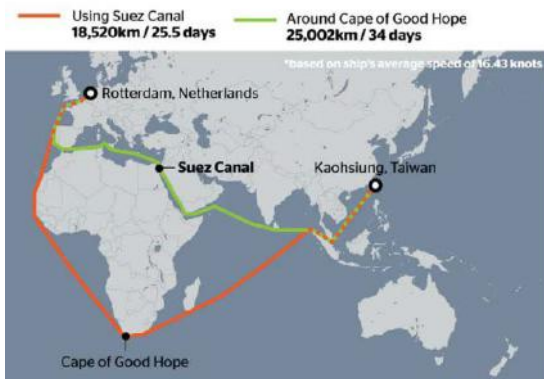 Using Suez Canal
18,520km / 25.5 days
Around Cape of Good Hope
25,002km / 34 days
*based on ship's average speed of 16.43 knots
Rotterdam, Netherlands
Suez Canal
Kaohsiung, Taiwan
Cape of Good Hope